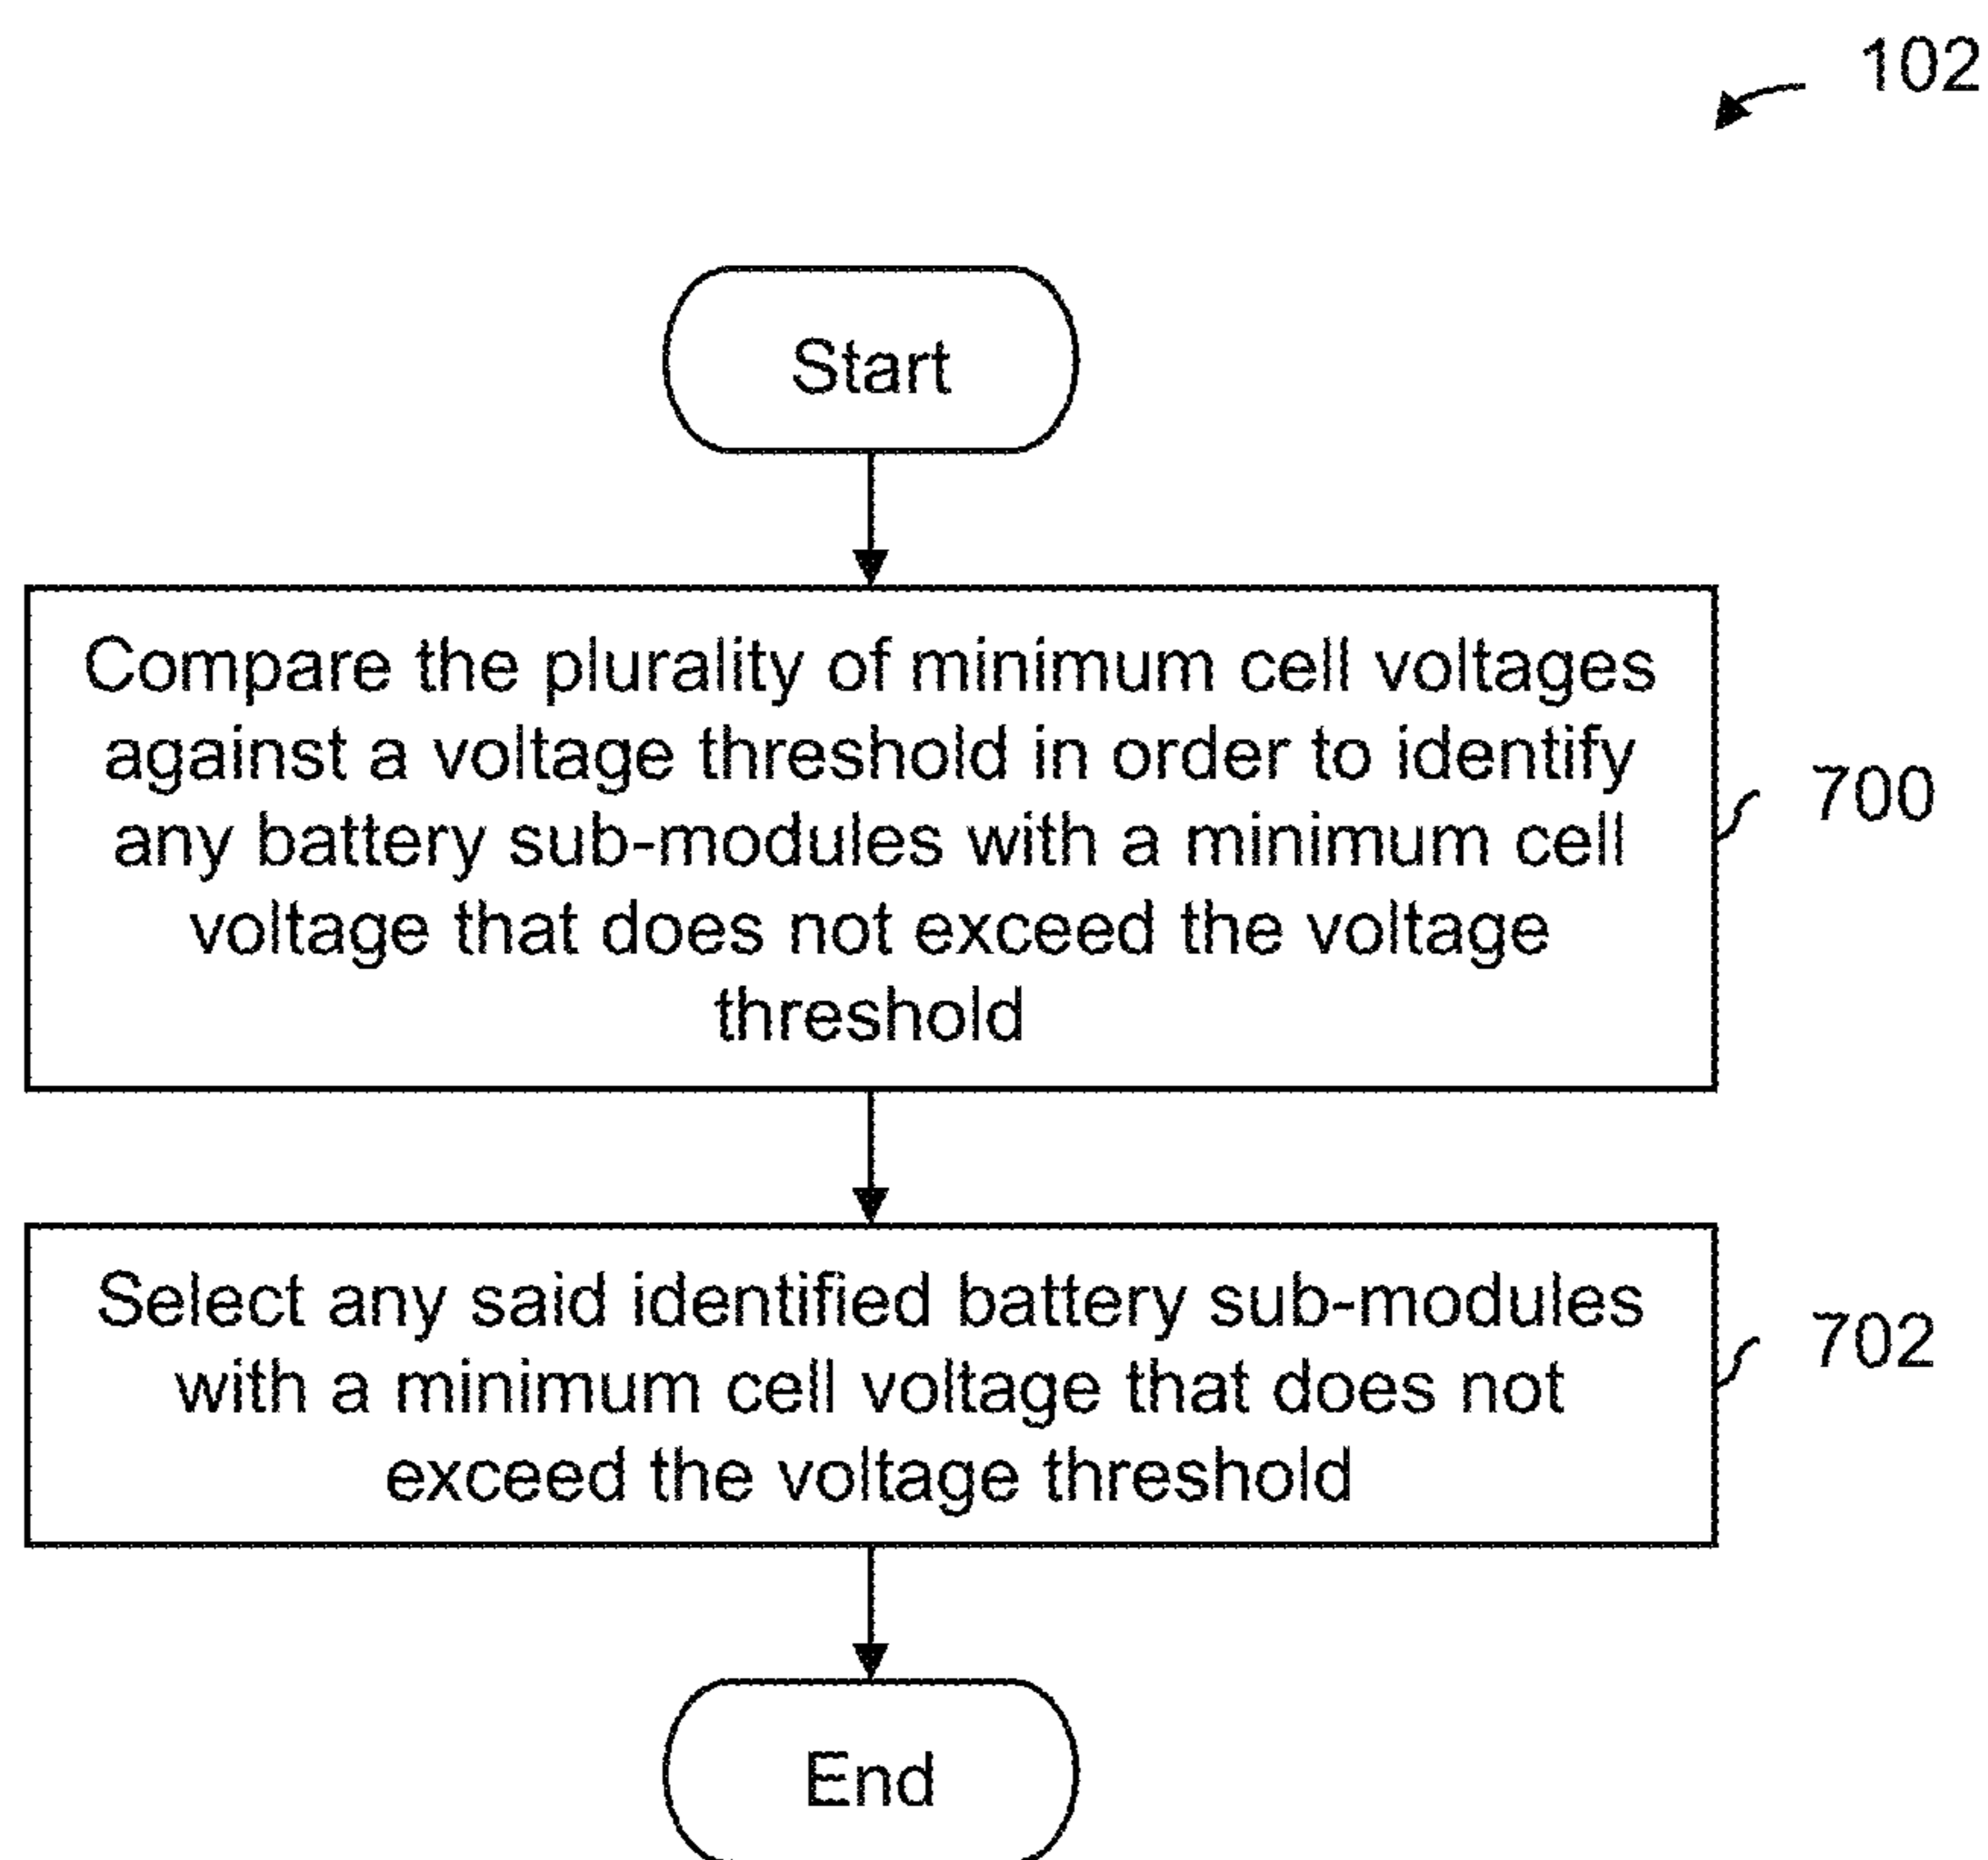 102
Start
Compare the plurality of minimum cell voltages
against a voltage threshold in order to identify
any battery sub-modules with a minimum cell
voltage that does not exceed the voltage
threshold
700
Select any said identified battery sub-modules
with a minimum cell voltage that does not
exceed the voltage threshold
702
End